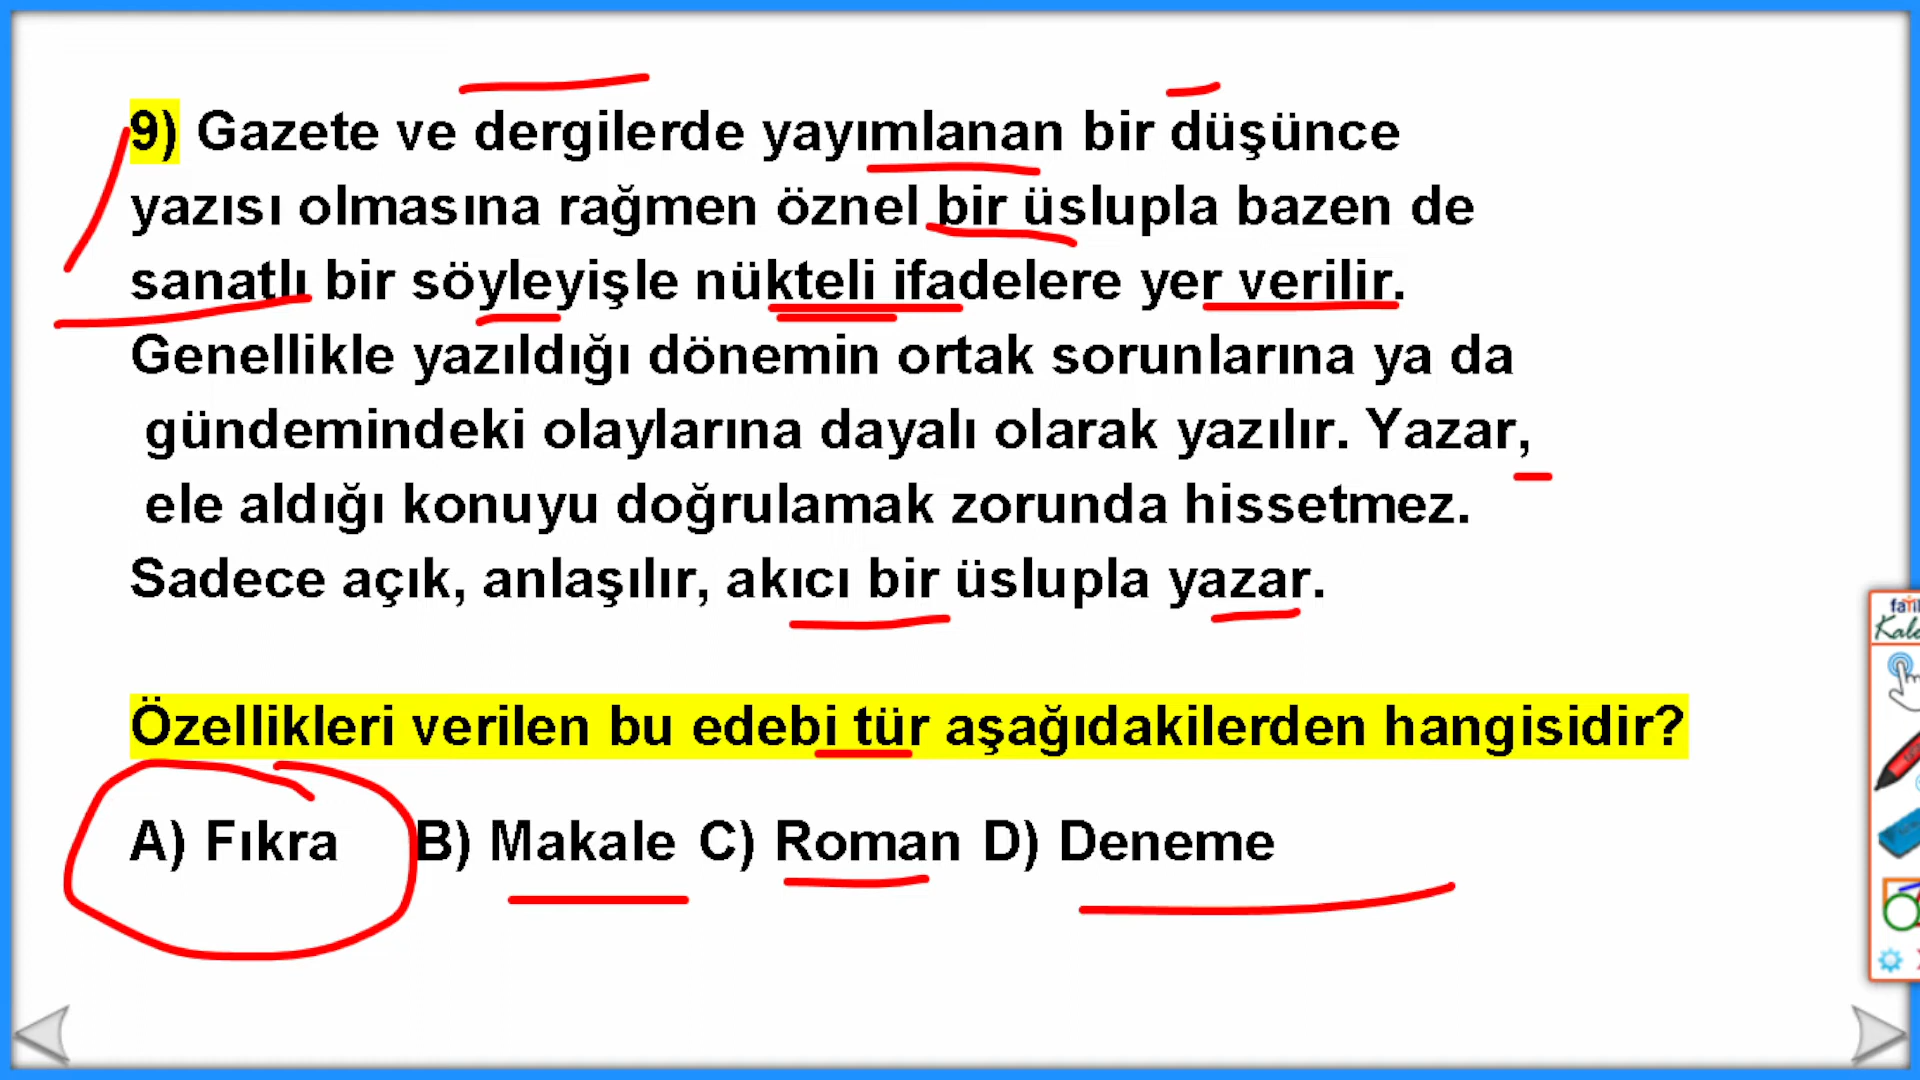 9) Gazete ve dergilerde yayımlanan bir düşünce
yazısı olmasına rağmen öznel bir üslupla bazen de
sanatlı bir söyleyişle nükteli ifadelere yer verilir.
Genellikle yazıldığı dönemin ortak sorunlarına ya da
gündemindeki olaylarına dayalı olarak yazılır. Yazar,
ele aldığı konuyu doğrulamak zorunda hissetmez.
Sadece açık, anlaşılır, akıcı bir üslupla yazar.
Özellikleri verilen bu edebi tür aşağıdakilerden hangisidir?
A) Fıkra B) Makale C) Roman D) Deneme